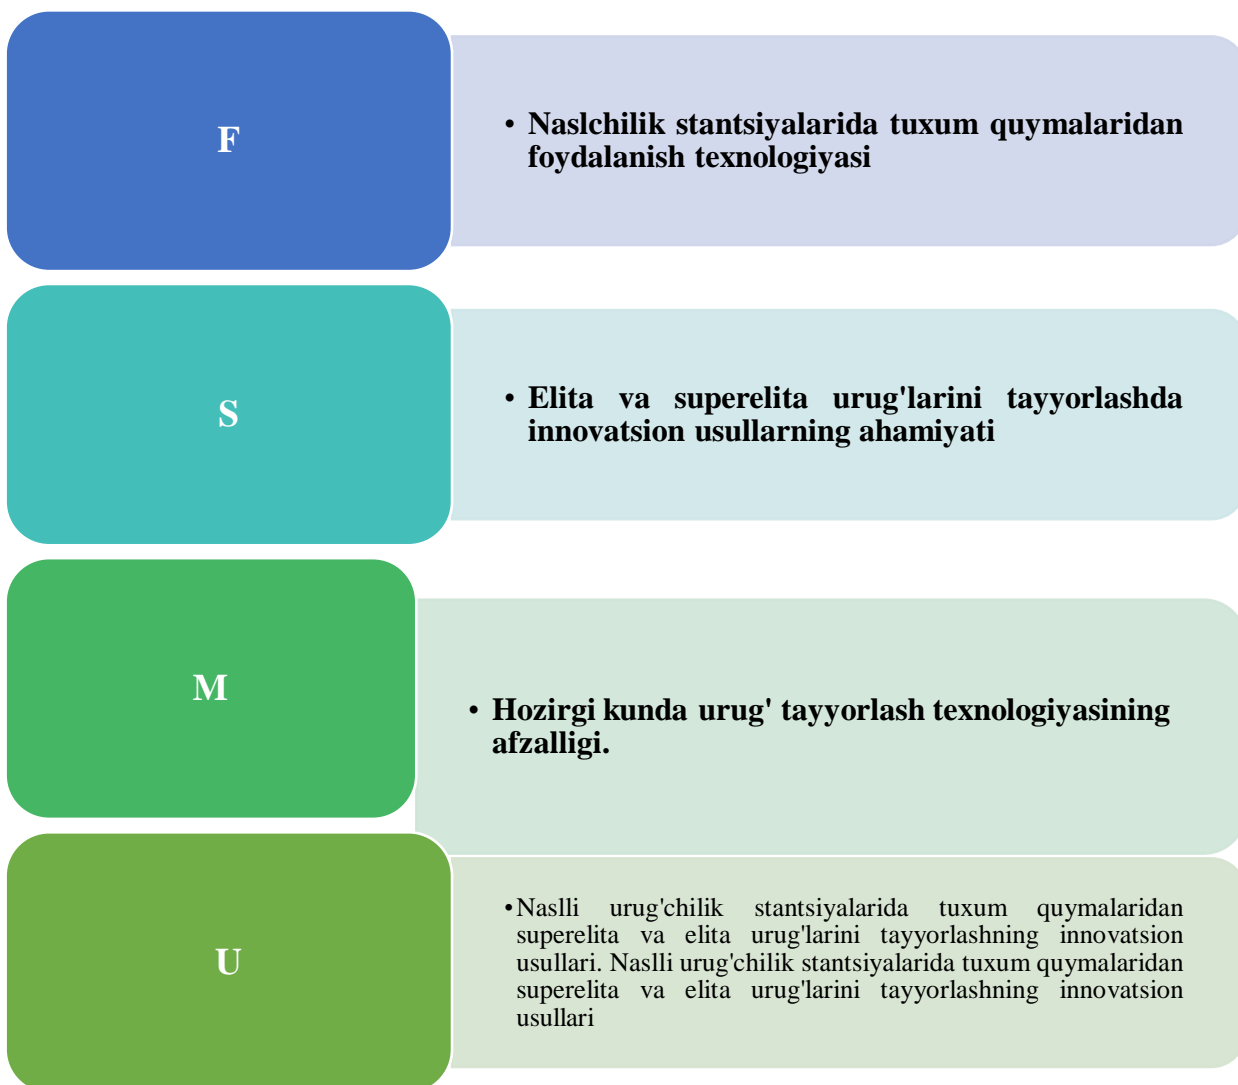 F
• Naslchilik stantsiyalarida tuxum quymalaridan
foydalanish texnologiyasi
S
• Elita va superelita urug'larini tayyorlashda
innovatsion usullarning ahamiyati
M
• Hozirgi kunda urug' tayyorlash texnologiyasining
afzalligi.
U
• Naslli urug'chilik stantsiyalarida tuxum quymalaridan
superelita va elita urug'larini tayyorlashning innovatsion
usullari. Naslli urug'chilik stantsiyalarida tuxum quymalaridan
superelita va elita urug'larini tayyorlashning innovatsion
usullari